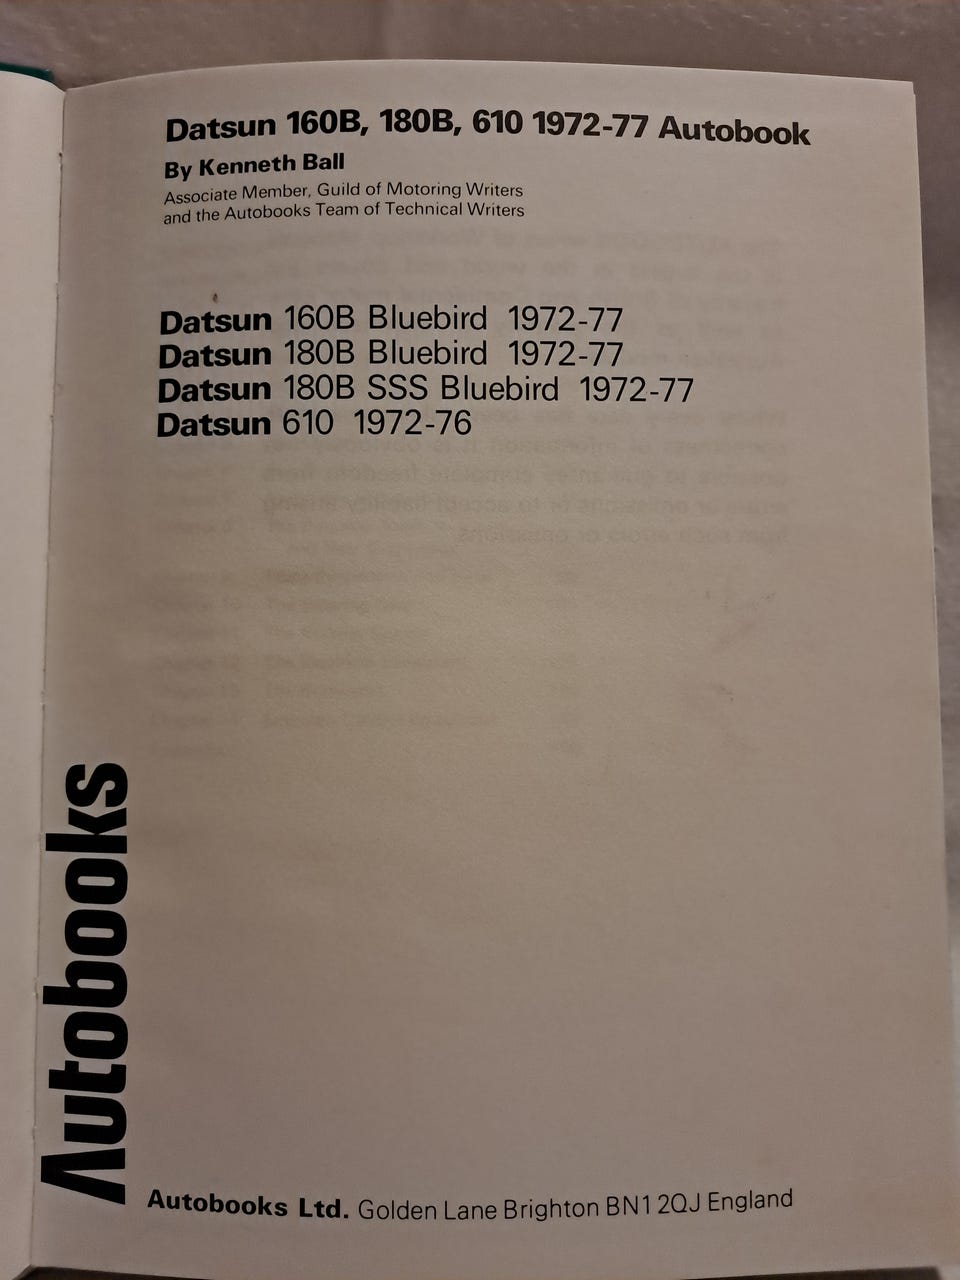 Datsun 160B, 180B, 610 1972-77 Autobook
By Kenneth Ball
Associate Member, Guild of Motoring Writers
and the Autobooks Team of Technical Writers
Datsun 160B Bluebird 1972-77
Datsun 180B Bluebird 1972-77
Datsun 180B SSS Bluebird 1972-77
Datsun 610 1972-76
Autobooks
Autobooks Ltd. Golden Lane Brighton BN1 2QJ England